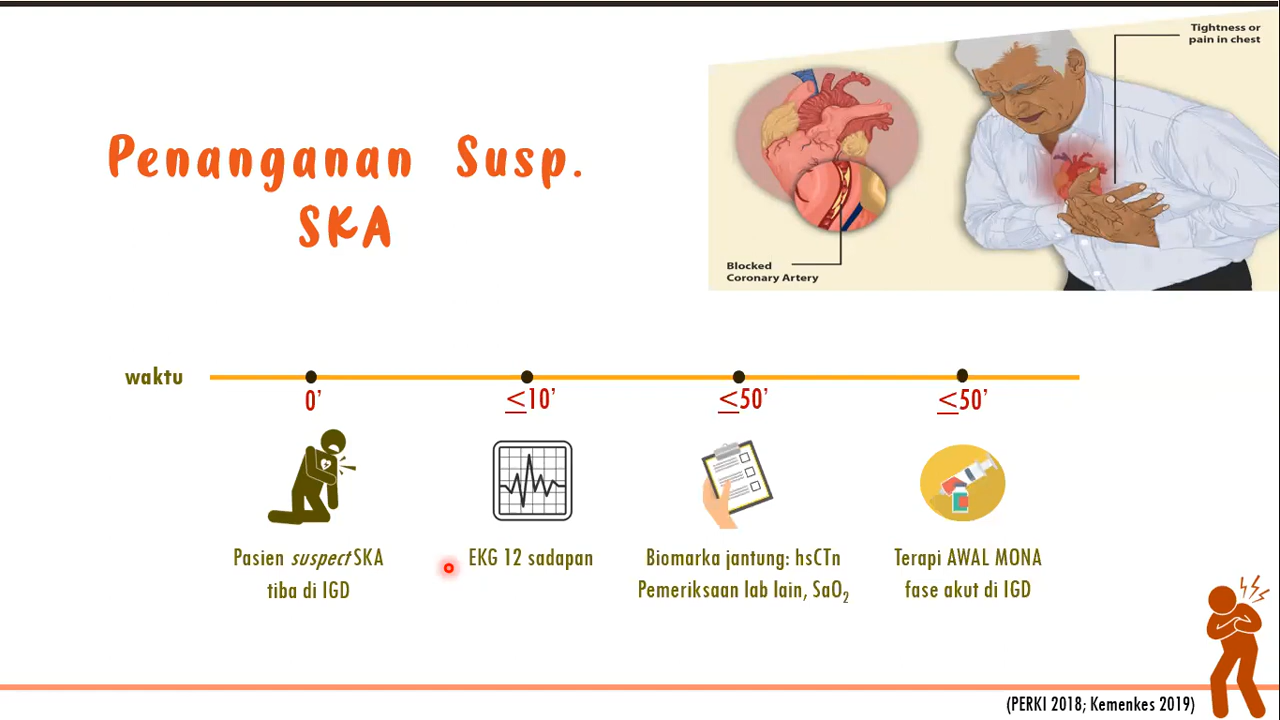 Tightness or
pain in chest
Blocked
Coronary Artery
Penanganan Susp.
SKA
waktu
0’
≤10’
≤50’
≤50’
Pasien suspect SKA
tiba di IGD
EKG 12 sadapan
Biomarka jantung: hsCTn
Pemeriksaan lab lain, SaO₂
Terapi AWAL MONA
fase akut di IGD
(PERKI 2018; Kemenkes 2019)